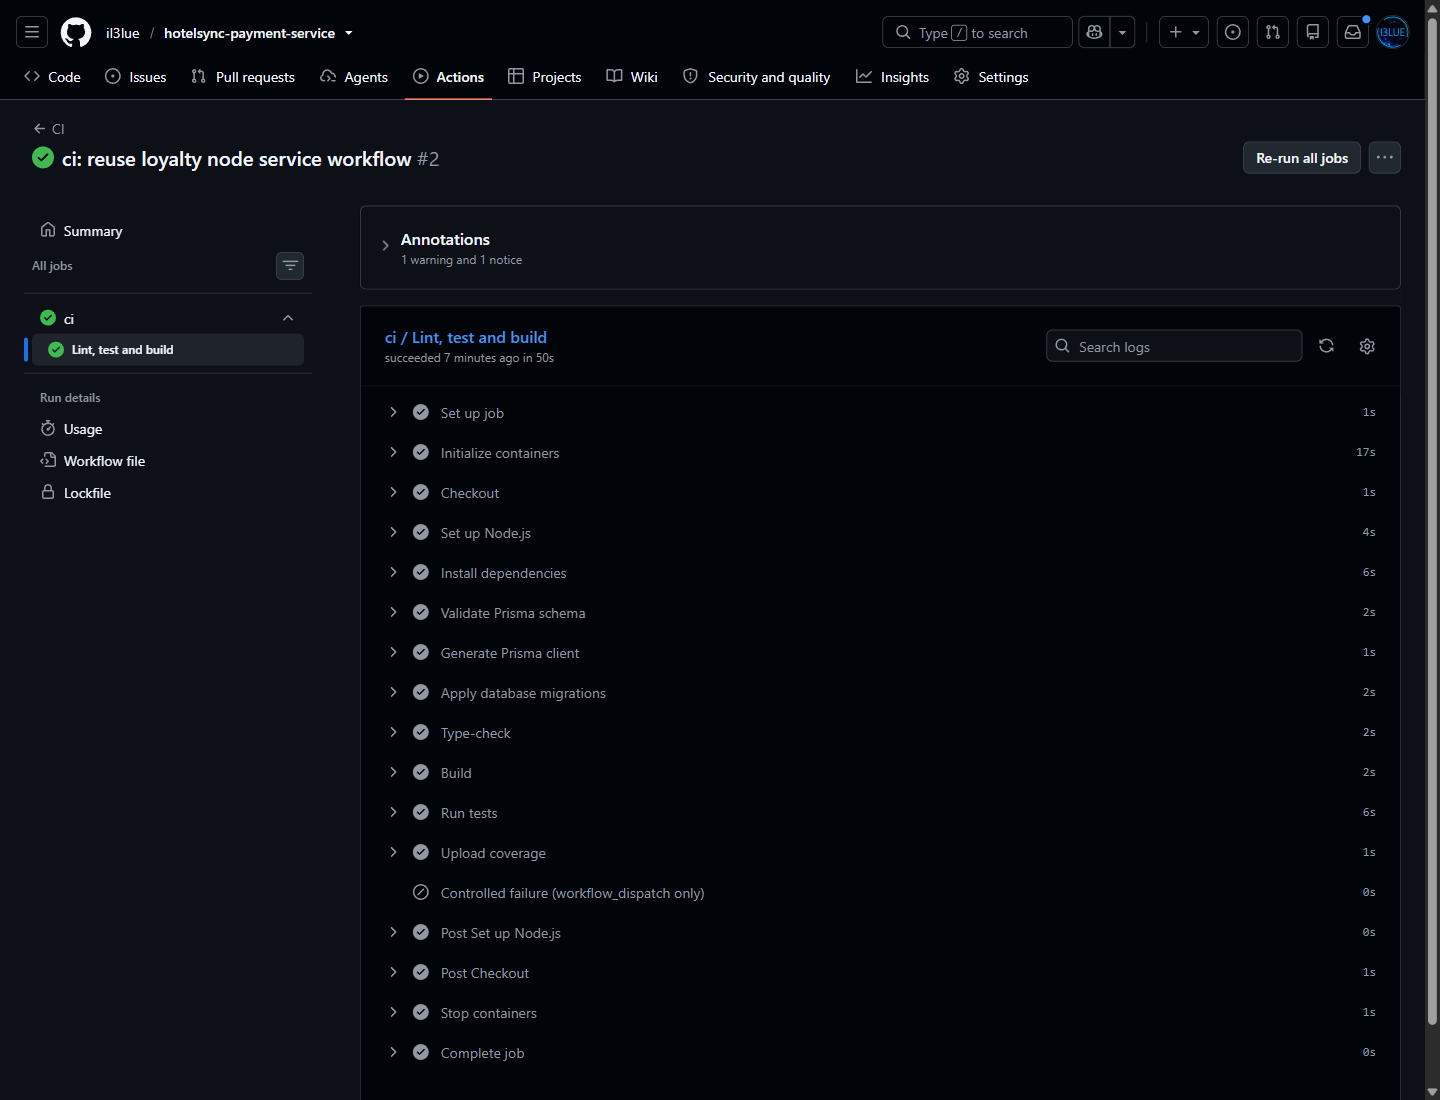 il3lue / hotelsync-payment-service
Type / to search
I3LUE
Code
Issues
Pull requests
Agents
Actions
Projects
Wiki
Security and quality
Insights
Settings
CI
ci: reuse loyalty node service workflow #2
Re-run all jobs
Summary
All jobs
ci
Lint, test and build
Run details
Usage
Workflow file
Lockfile
Annotations
1 warning and 1 notice
ci / Lint, test and build
succeeded 7 minutes ago in 50s
Search logs
Set up job 1s
Initialize containers 17s
Checkout 1s
Set up Node.js 4s
Install dependencies 6s
Validate Prisma schema 2s
Generate Prisma client 1s
Apply database migrations 2s
Type-check 2s
Build 2s
Run tests 6s
Upload coverage 1s
Controlled failure (workflow_dispatch only) 0s
Post Set up Node.js 0s
Post Checkout 1s
Stop containers 1s
Complete job 0s